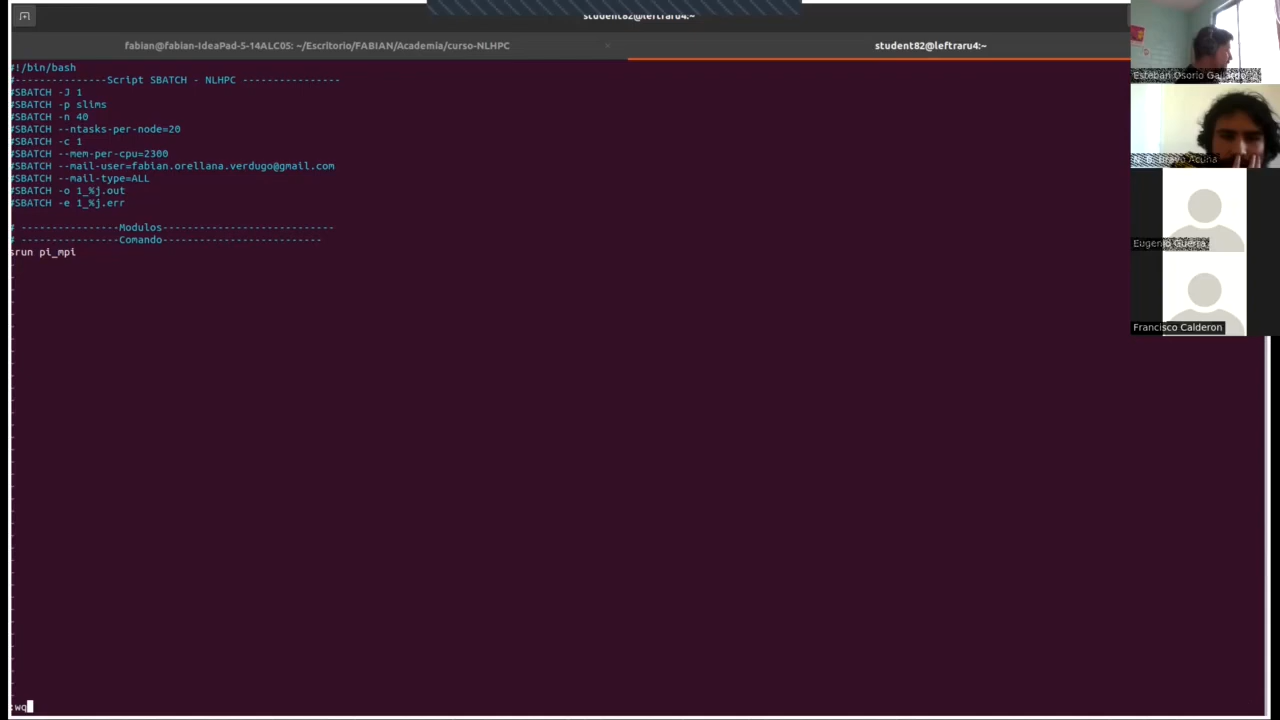 student82@leftraru4:~
fabian@fabian-IdeaPad-5-14ALC05: ~/Escritorio/FABIAN/Academia/curso-NLHPC
student82@leftraru4:~
#!/bin/bash
#---------------Script SBATCH - NLHPC ----------------
#SBATCH -J 1
#SBATCH -p slims
#SBATCH -n 40
#SBATCH --ntasks-per-node=20
#SBATCH -c 1
#SBATCH --mem-per-cpu=2300
#SBATCH --mail-user=fabian.orellana.verdugo@gmail.com
#SBATCH --mail-type=ALL
#SBATCH -o 1_%j.out
#SBATCH -e 1_%j.err
# ----------------Modulos----------------------------
# ----------------Comando--------------------------
srun pi_mpi
:wq
Esteban Osorio Gallardo
N. B. Bravo Acuña
Eugenio Guerra
Francisco Calderon